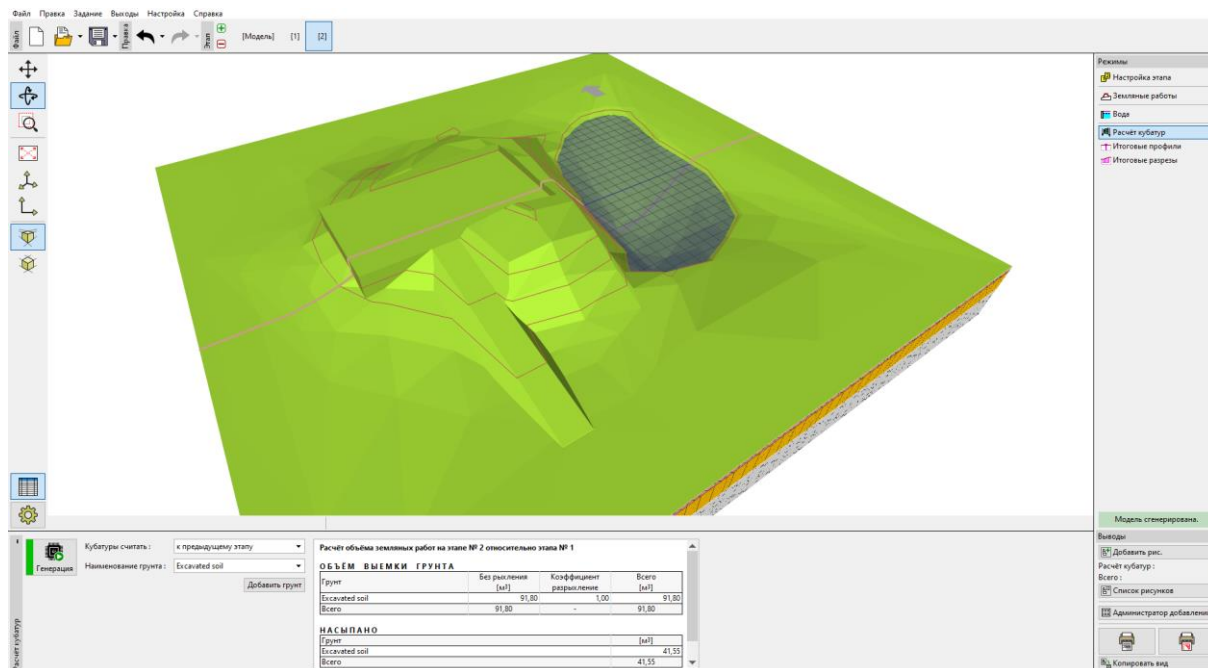 Файл Правка Задание Выходы Настройка Справка
Файл
Правка
Этап
[Модель] [1] [2]
Режимы
Настройка этапа
Земляные работы
Вода
Расчёт кубатур
Итоговые профили
Итоговые разрезы
Модель сгенерирована.
Выводы
Добавить рис.
Расчёт кубатур :
Всего :
Список рисунков
Администратор добавлени
Копировать вид
Расчёт кубатур
Генерация
Кубатуры считать : к предыдущему этапу
Наименование грунта : Excavated soil
Добавить грунт
Расчёт объёма земляных работ на этапе № 2 относительно этапа № 1
ОБЪЁМ ВЫЕМКИ ГРУНТА
Грунт Без рыхления Коэффициент Всего
[м³] разрыхление [м³]
Excavated soil 91,80 1,00 91,80
Всего 91,80 - 91,80
НАСЫПАНО
Грунт [м³]
Excavated soil 41,55
Всего 41,55